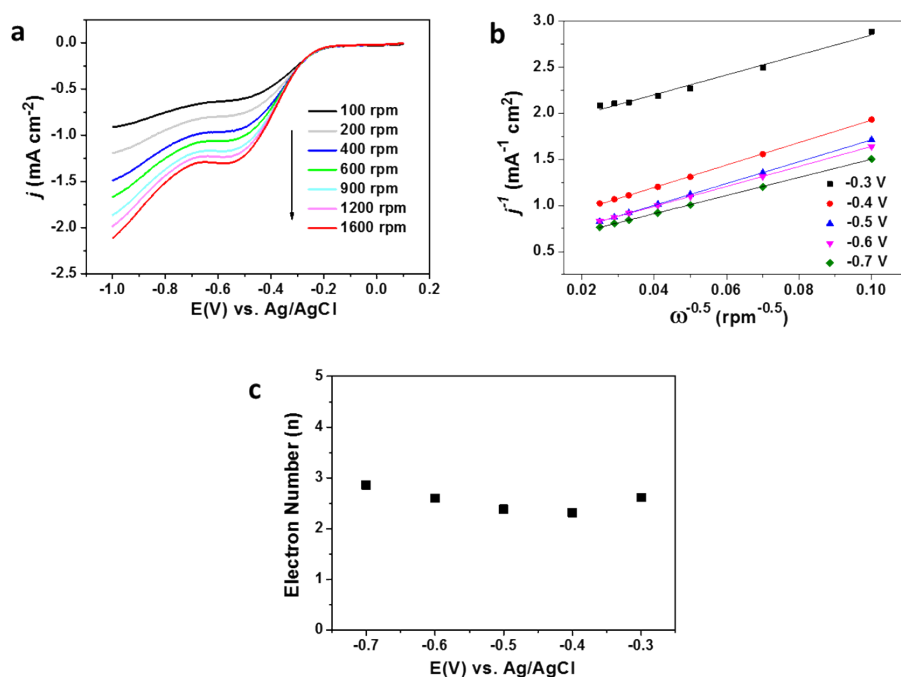 a
0.0
-0.5
-1.0
-1.5
-2.0
-2.5
j (mA cm-2)
100 rpm
200 rpm
400 rpm
600 rpm
900 rpm
1200 rpm
1600 rpm
-1.0 -0.8 -0.6 -0.4 -0.2 0.0 0.2
E(V) vs. Ag/AgCl
b
3.0
2.5
2.0
1.5
1.0
0.5
j-1 (mA-1 cm2)
-0.3 V
-0.4 V
-0.5 V
-0.6 V
-0.7 V
0.02 0.04 0.06 0.08 0.10
ω-0.5 (rpm-0.5)
c
5
4
3
2
1
0
Electron Number (n)
-0.7 -0.6 -0.5 -0.4 -0.3
E(V) vs. Ag/AgCl